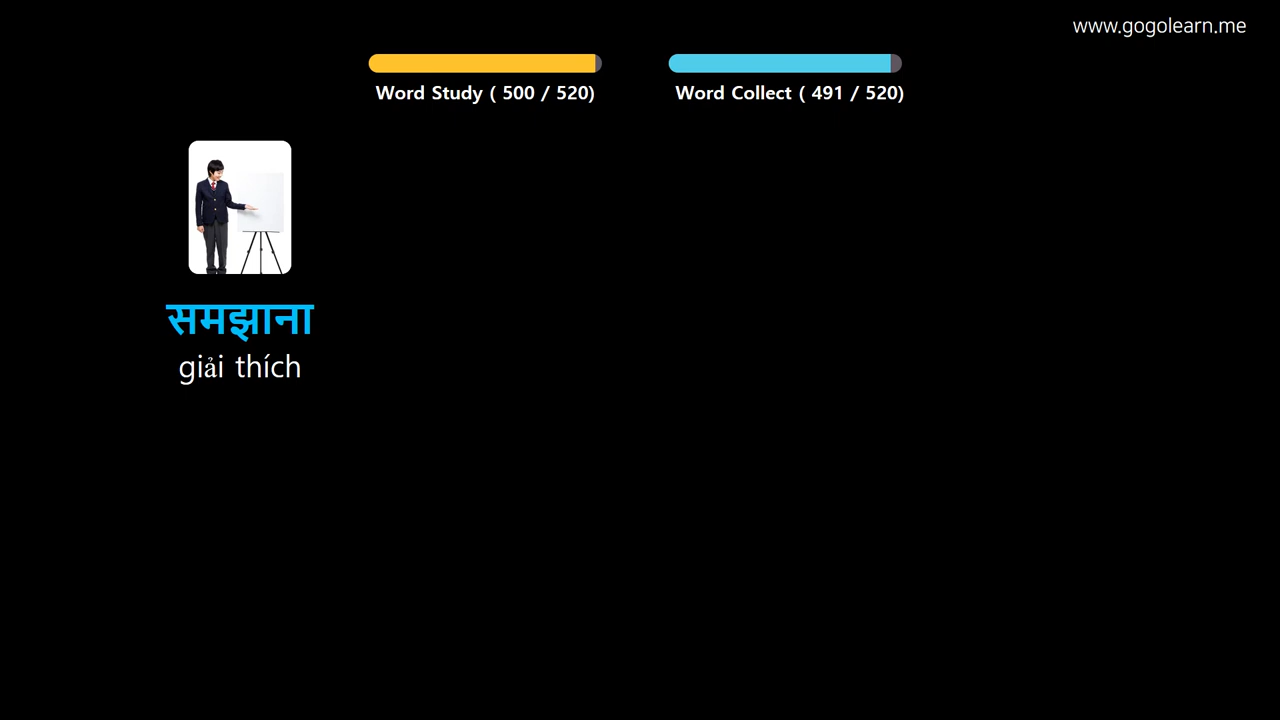 www.gogolearn.me
Word Study ( 500 / 520)
Word Collect ( 491 / 520)
समझाना
giải thích